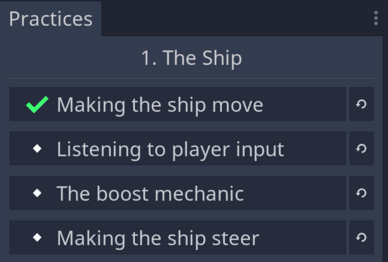 Practices
1. The Ship
Making the ship move
Listening to player input
The boost mechanic
Making the ship steer